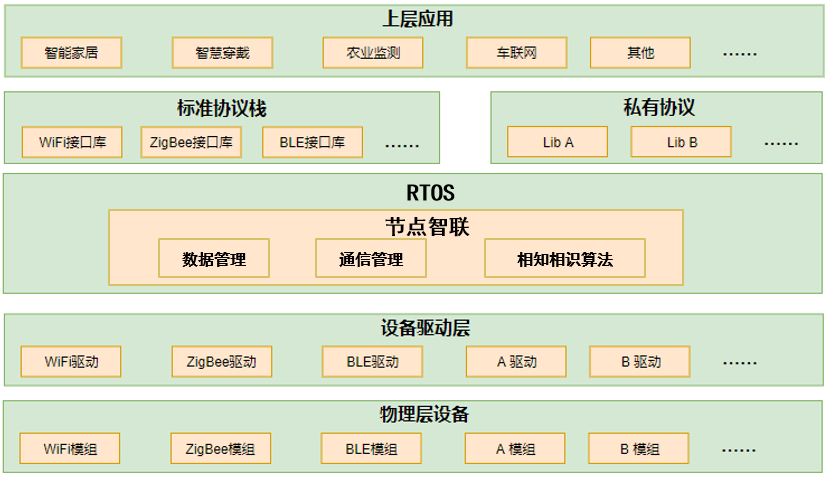 上层应用
智能家居 智慧穿戴 农业监测 车联网 其他 ······
标准协议栈 私有协议
WiFi接口库 ZigBee接口库 BLE接口库 ······ Lib A Lib B ······
RTOS
节点智联
数据管理 通信管理 相知相识算法
设备驱动层
WiFi驱动 ZigBee驱动 BLE驱动 A 驱动 B 驱动 ······
物理层设备
WiFi模组 ZigBee模组 BLE模组 A 模组 B 模组 ······